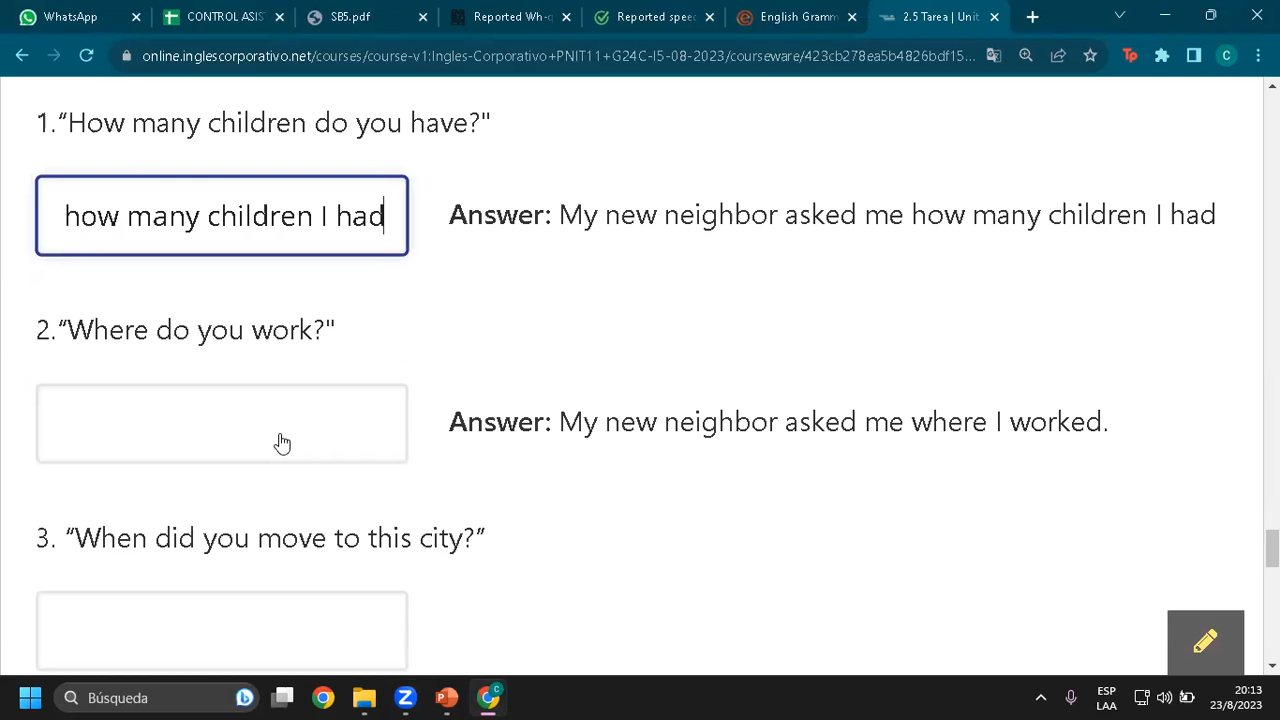 WhatsApp
CONTROL ASIS
SB5.pdf
Reported Wh-q
Reported speec
English Gramm
2.5 Tarea | Unit
online.inglescorporativo.net/courses/course-v1:Ingles-Corporativo+PNIT11+G24C-I5-08-2023/courseware/423cb278ea5b4826bdf15...
Tp
C
1.“How many children do you have?"
how many children I had
Answer: My new neighbor asked me how many children I had
2.“Where do you work?"
Answer: My new neighbor asked me where I worked.
3. “When did you move to this city?”
Búsqueda
C
ESP
LAA
20:13
23/8/2023